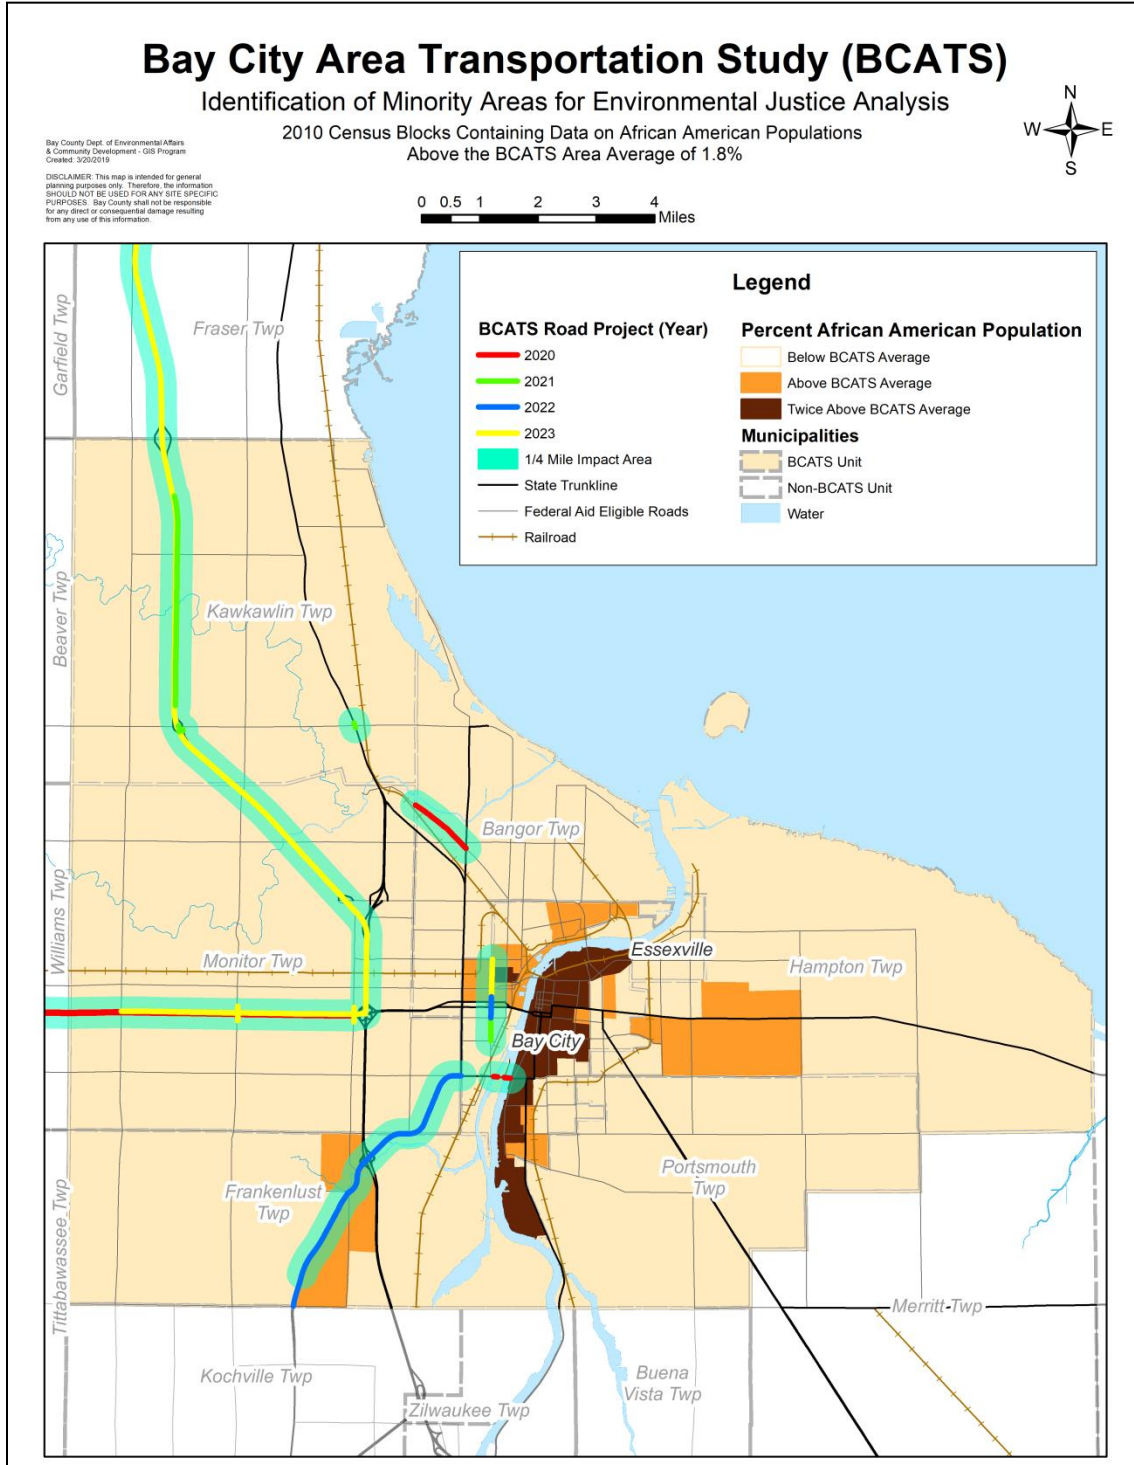 Bay City Area Transportation Study (BCATS)
Identification of Minority Areas for Environmental Justice Analysis
2010 Census Blocks Containing Data on African American Populations
Above the BCATS Area Average of 1.8%
Bay County Dept. of Environmental Affairs
& Community Development - GIS Program
Created: 3/20/2019
DISCLAIMER: This map is intended for general
planning purposes only. Therefore, the information
SHOULD NOT BE USED FOR ANY SITE SPECIFIC
PURPOSES. Bay County shall not be responsible
for any direct or consequential damage resulting
from any use of this information.
N
W E
S
0 0.5 1 2 3 4
Miles
Legend
BCATS Road Project (Year)
2020
2021
2022
2023
1/4 Mile Impact Area
State Trunkline
Federal Aid Eligible Roads
Railroad
Percent African American Population
Below BCATS Average
Above BCATS Average
Twice Above BCATS Average
Municipalities
BCATS Unit
Non-BCATS Unit
Water
Garfield Twp
Fraser Twp
Beaver Twp
Kawkawlin Twp
Bangor Twp
Williams Twp
Monitor Twp
Essexville
Hampton Twp
Bay City
Portsmouth
Twp
Frankenlust
Twp
Tittabawassee Twp
Merritt Twp
Kochville Twp
Buena
Vista Twp
Zilwaukee Twp